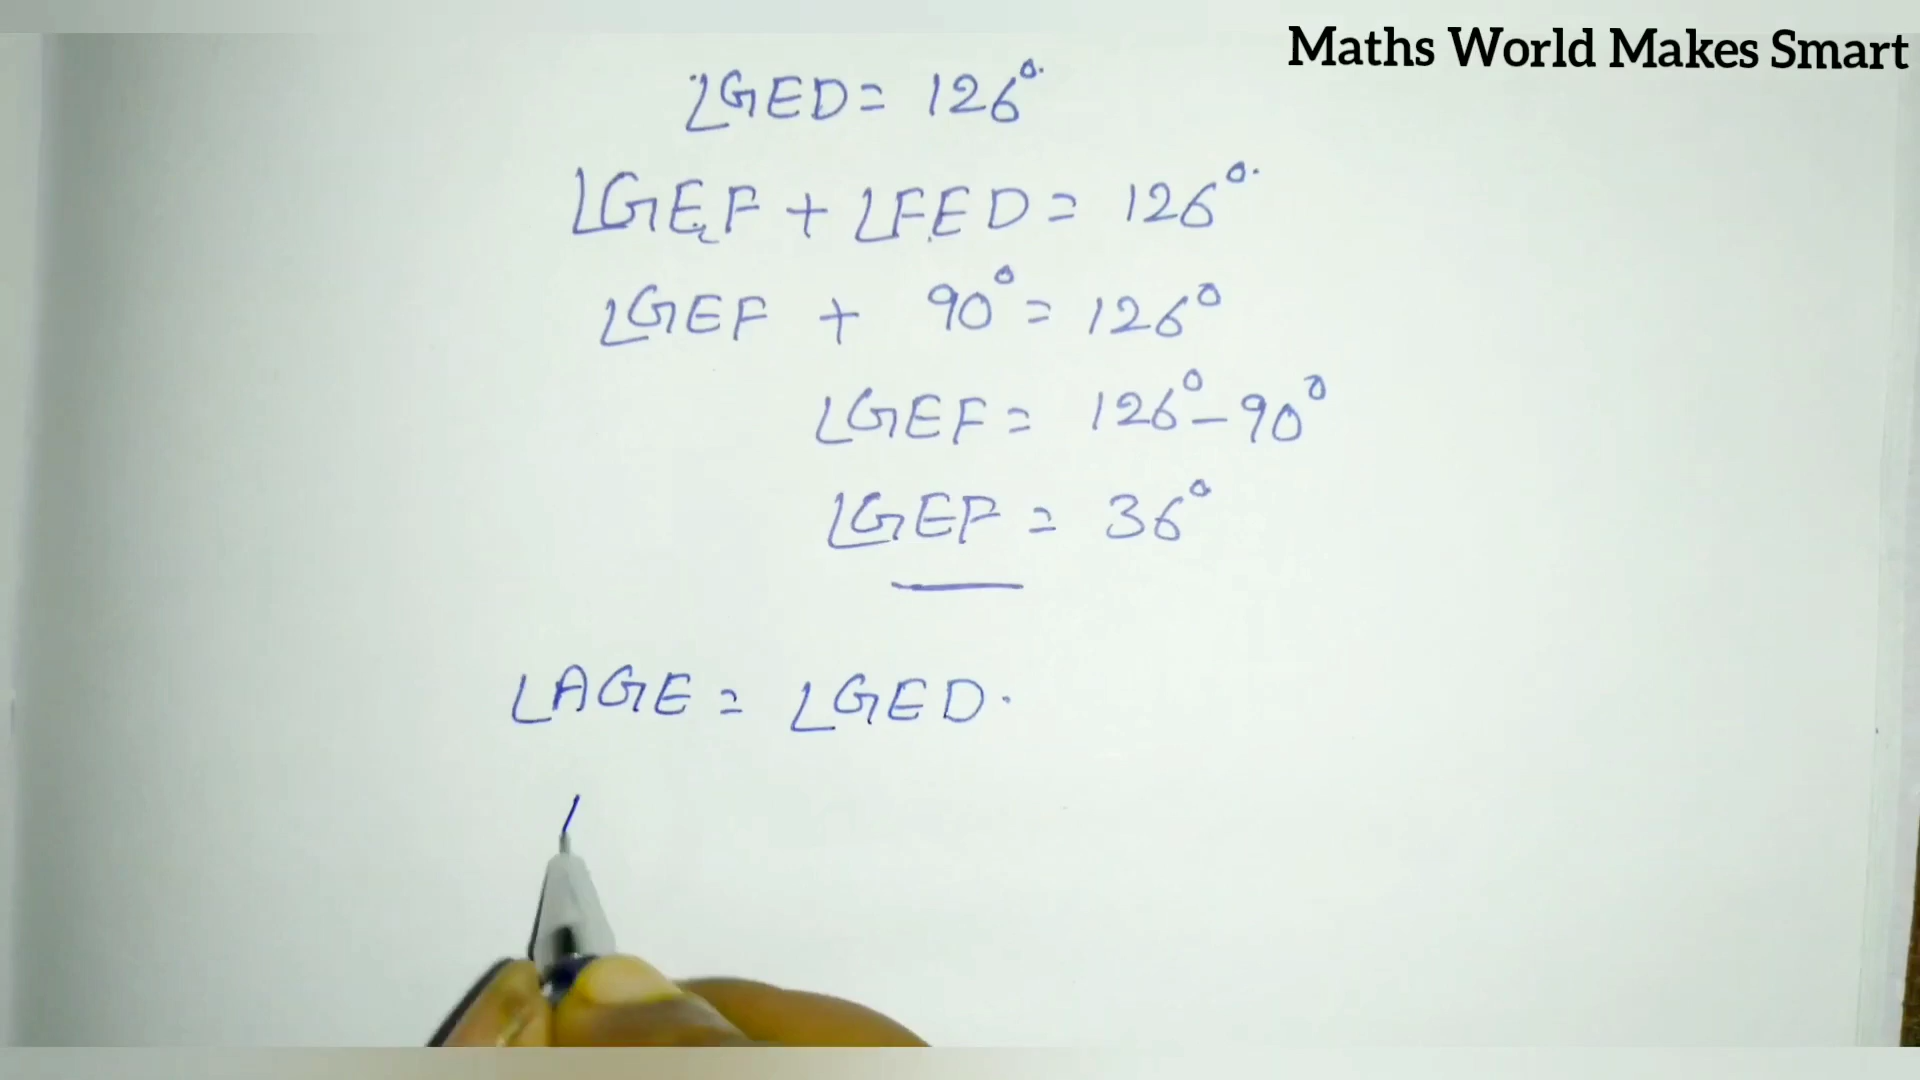 Maths World Makes Smart
∠GED = 126°
∠GEF + ∠FED = 126°
∠GEF + 90° = 126°
∠GEF = 126° - 90°
∠GEF = 36°
∠AGE = ∠GED.